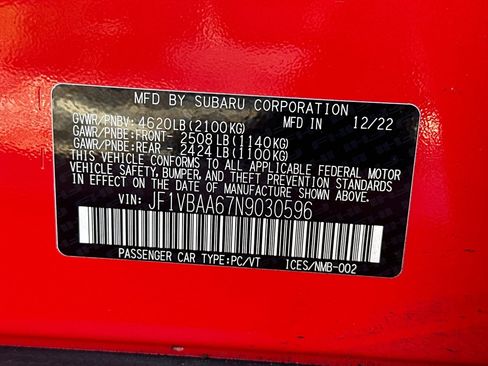 MFD BY SUBARU CORPORATION
GVWR/PNBV: 4620LB(2100KG) MFD IN 12/22
GAWR/PNBE:FRONT- 2508LB(1140KG)
GAWR/PNBE:REAR - 2424LB(1100KG)
THIS VEHICLE CONFORMS TO ALL APPLICABLE FEDERAL MOTOR
VEHICLE SAFETY, BUMPER, AND THEFT PREVENTION STANDARDS
IN EFFECT ON THE DATE OF MANUFACTURE SHOWN ABOVE.
VIN: JF1VBAA67N9030596
PASSENGER CAR TYPE:PC/VT ICES/NMB-002